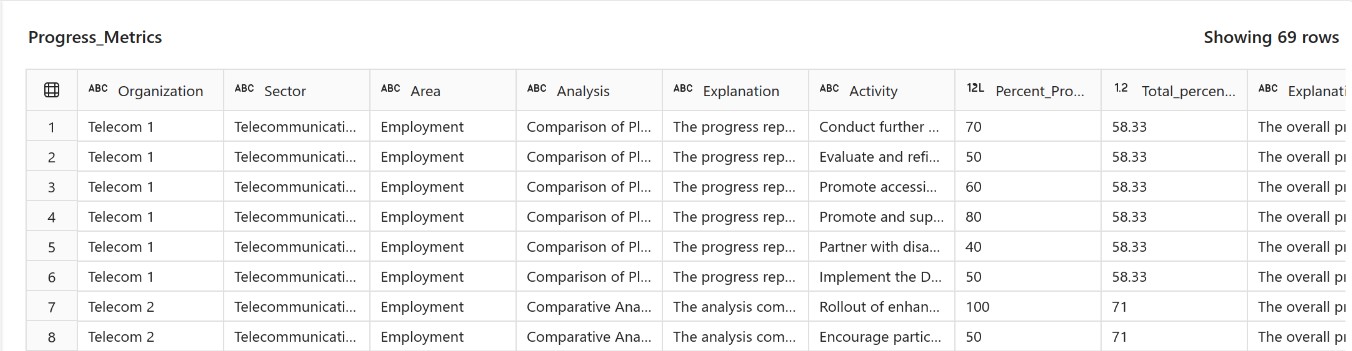 Progress_Metrics Showing 69 rows
ABC Organization ABC Sector ABC Area ABC Analysis ABC Explanation ABC Activity 12L Percent_Pro... 1.2 Total_percen... ABC Explanati
1 Telecom 1 Telecommunicati... Employment Comparison of Pl... The progress rep... Conduct further ... 70 58.33 The overall pr
2 Telecom 1 Telecommunicati... Employment Comparison of Pl... The progress rep... Evaluate and refi... 50 58.33 The overall pr
3 Telecom 1 Telecommunicati... Employment Comparison of Pl... The progress rep... Promote accessi... 60 58.33 The overall pr
4 Telecom 1 Telecommunicati... Employment Comparison of Pl... The progress rep... Promote and sup... 80 58.33 The overall pr
5 Telecom 1 Telecommunicati... Employment Comparison of Pl... The progress rep... Partner with disa... 40 58.33 The overall pr
6 Telecom 1 Telecommunicati... Employment Comparison of Pl... The progress rep... Implement the D... 50 58.33 The overall pr
7 Telecom 2 Telecommunicati... Employment Comparative Ana... The analysis com... Rollout of enhan... 100 71 The overall pr
8 Telecom 2 Telecommunicati... Employment Comparative Ana... The analysis com... Encourage partic... 50 71 The overall pr